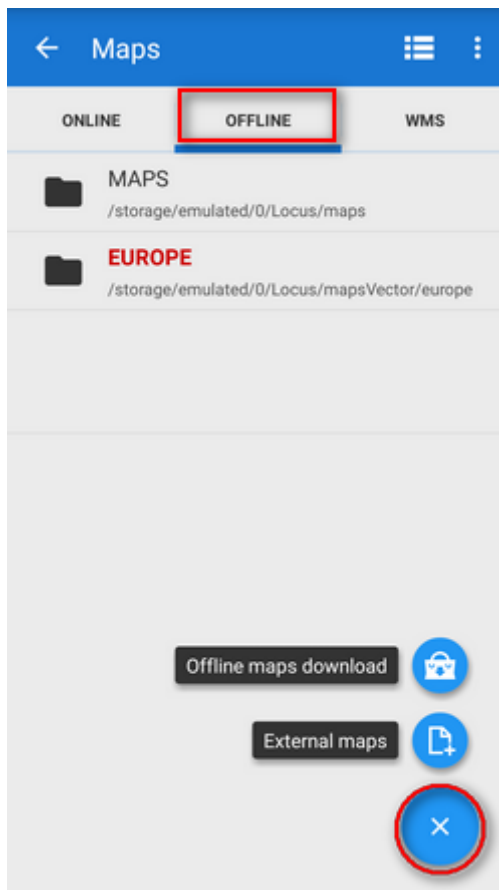 Maps
ONLINE OFFLINE WMS
MAPS
/storage/emulated/0/Locus/maps
EUROPE
/storage/emulated/0/Locus/mapsVector/europe
Offline maps download
External maps